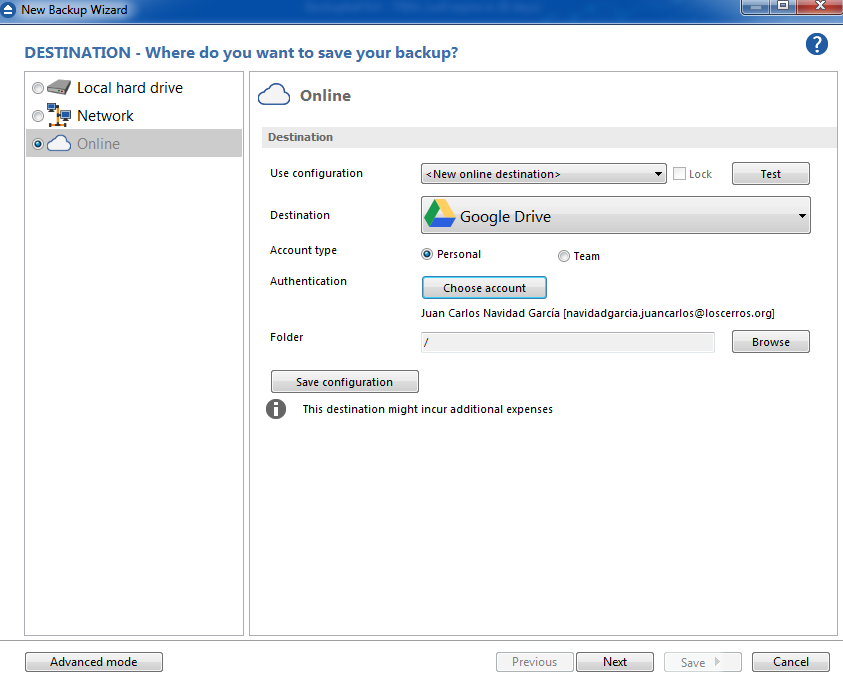 New Backup Wizard
DESTINATION - Where do you want to save your backup?
?
Local hard drive
Network
Online
Online
Destination
Use configuration <New online destination> Lock Test
Destination Google Drive
Account type Personal Team
Authentication Choose account
Juan Carlos Navidad García [navidadgarcia.juancarlos@loscerros.org]
Folder / Browse
Save configuration
This destination might incur additional expenses
Advanced mode Previous Next Save Cancel